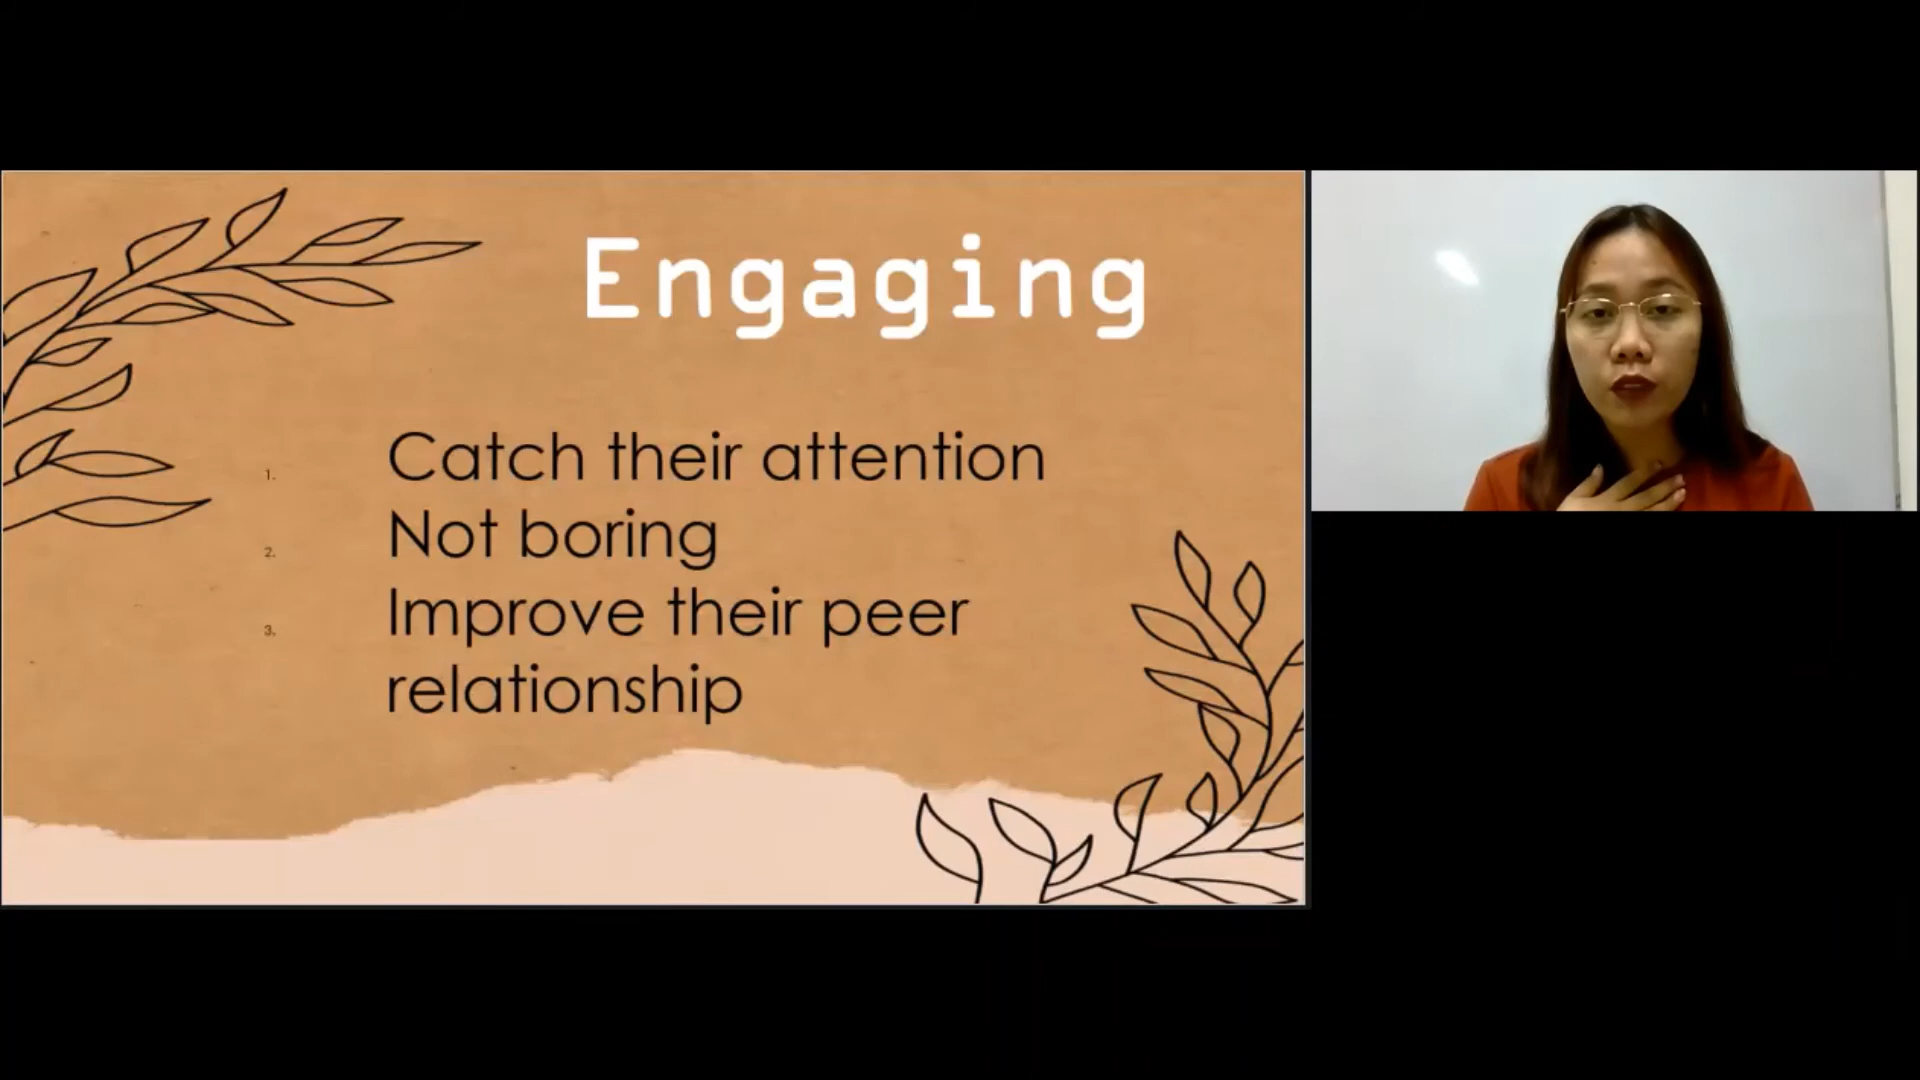 Engaging
1. Catch their attention
2. Not boring
3. Improve their peer
relationship